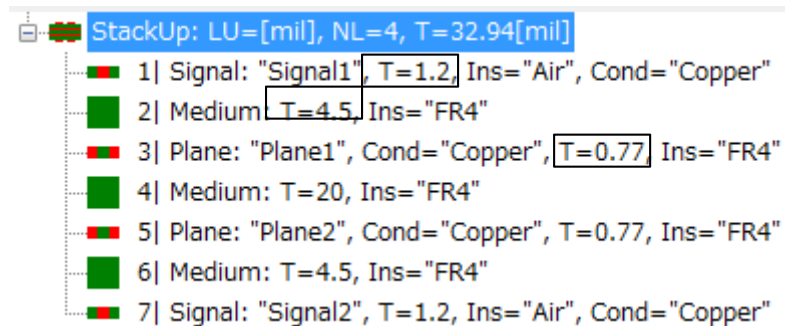 StackUp: LU=[mil], NL=4, T=32.94[mil]
1| Signal: "Signal1", T=1.2, Ins="Air", Cond="Copper"
2| Medium: T=4.5, Ins="FR4"
3| Plane: "Plane1", Cond="Copper", T=0.77, Ins="FR4"
4| Medium: T=20, Ins="FR4"
5| Plane: "Plane2", Cond="Copper", T=0.77, Ins="FR4"
6| Medium: T=4.5, Ins="FR4"
7| Signal: "Signal2", T=1.2, Ins="Air", Cond="Copper"